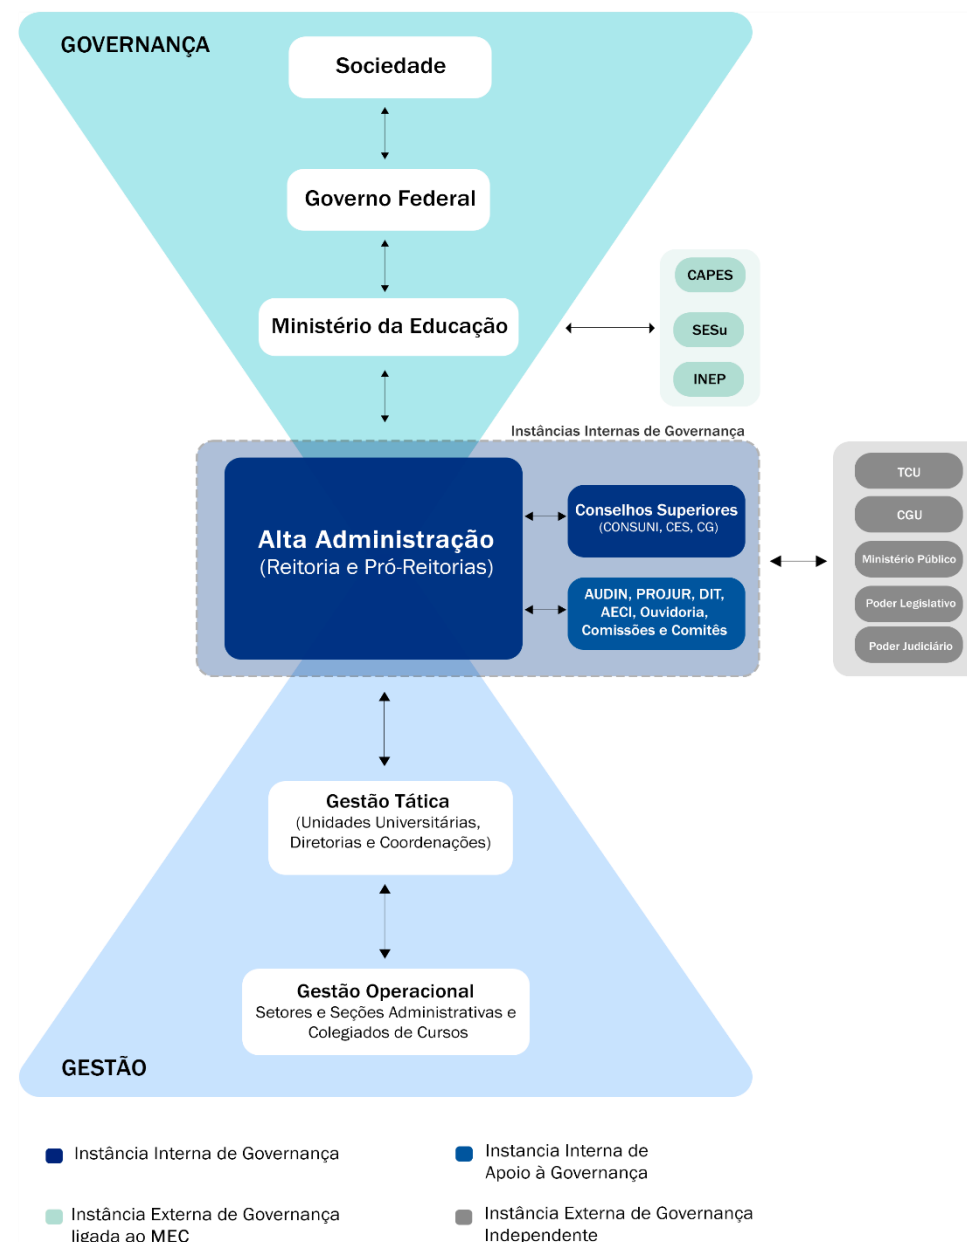 GOVERNANÇA
Sociedade
Governo Federal
Ministério da Educação
CAPES
SESu
INEP
Instâncias Internas de Governança
Alta Administração
(Reitoria e Pró-Reitorias)
Conselhos Superiores
(CONSUNI, CES, CG)
AUDIN, PROJUR, DIT,
AECI, Ouvidoria,
Comissões e Comitês
TCU
CGU
Ministério Público
Poder Legislativo
Poder Judiciário
Gestão Tática
(Unidades Universitárias,
Diretorias e Coordenações)
Gestão Operacional
Setores e Seções Administrativas e
Colegiados de Cursos
GESTÃO
Instância Interna de Governança
Instancia Interna de
Apoio à Governança
Instância Externa de Governança
ligada ao MEC
Instância Externa de Governança
Independente